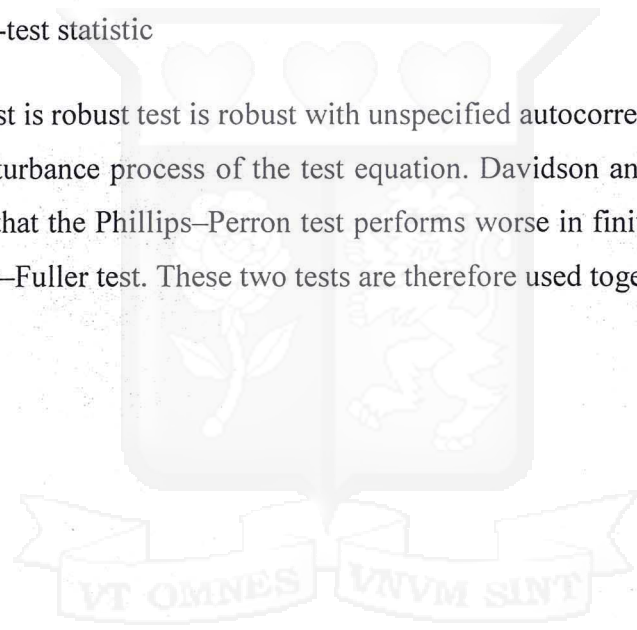 -test statistic
st is robust test is robust with unspecified autocorre
turbance process of the test equation. Davidson an
that the Phillips–Perron test performs worse in fini
–Fuller test. These two tests are therefore used toge
VT OMNES VNVM SINT